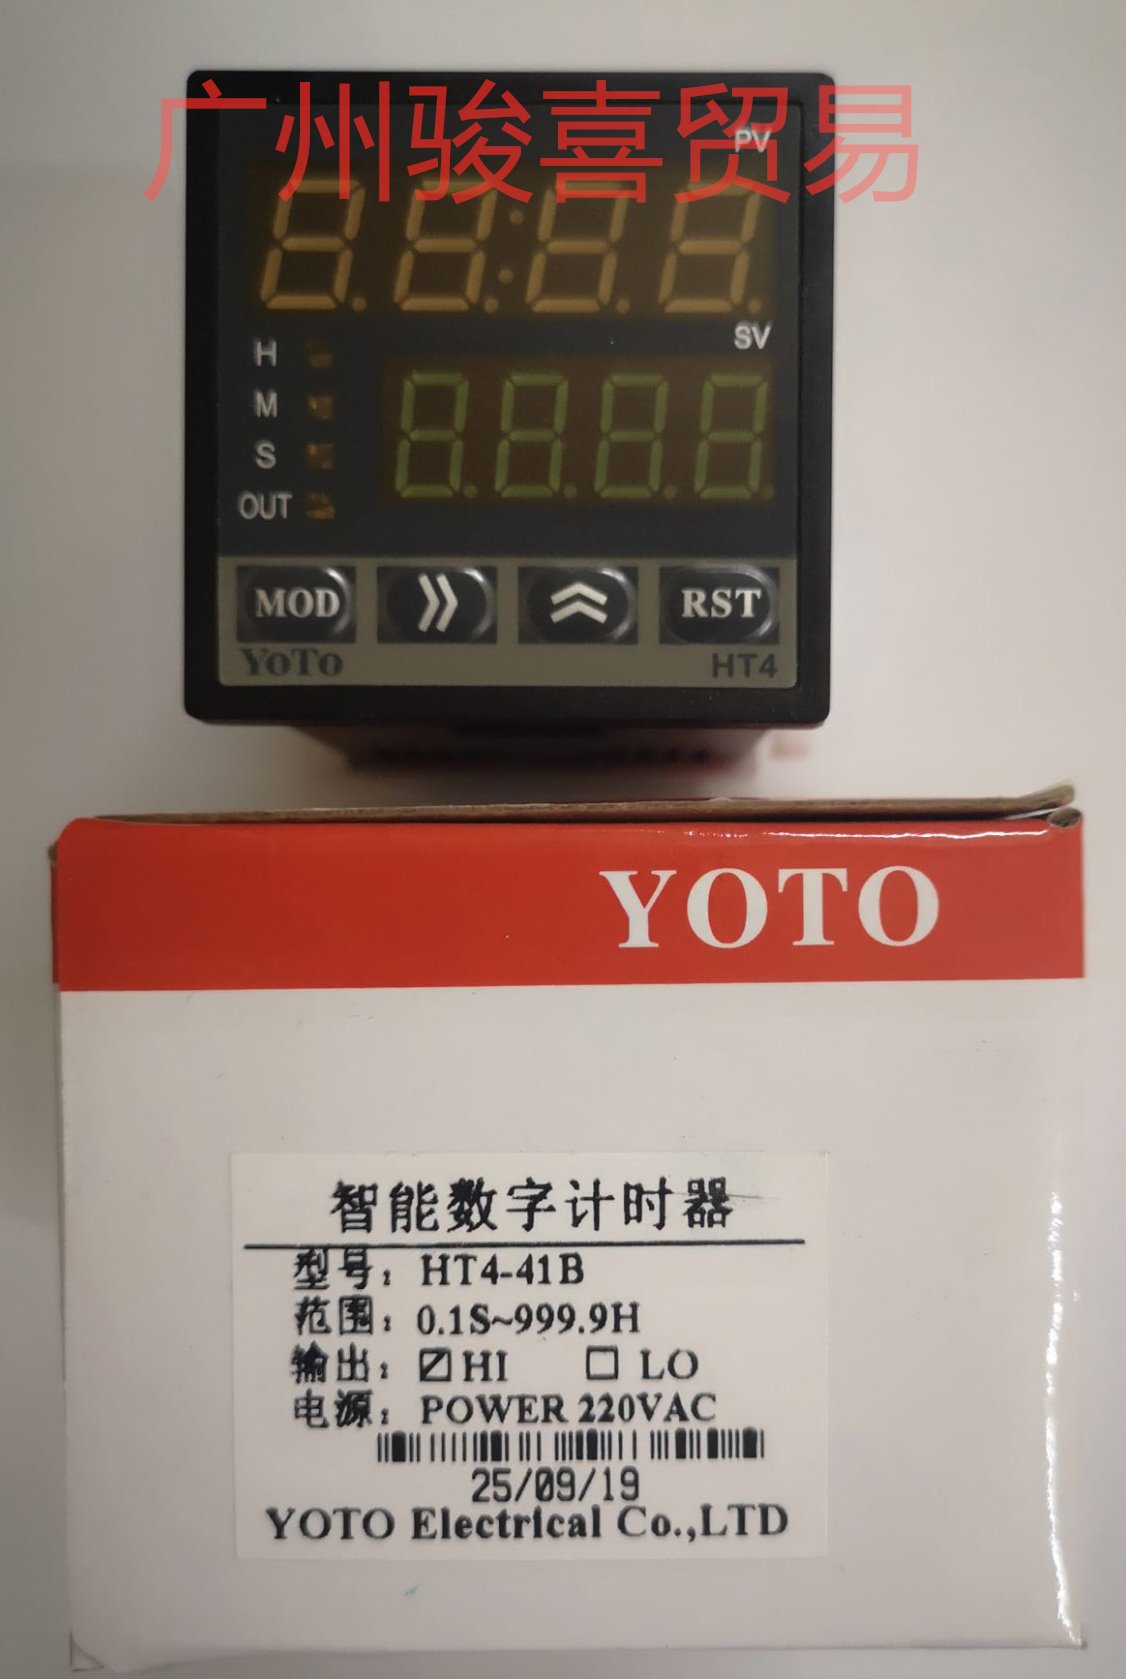 广州骏喜贸易
PV
SV
H
M
S
OUT
MOD
RST
YOTO
HT4
YOTO
智能数字计时器
型号：HT4-41B
范围：0.1S~999.9H
输出：☑HI ☐ LO
电源：POWER 220VAC
25/09/19
YOTO Electrical Co.,LTD